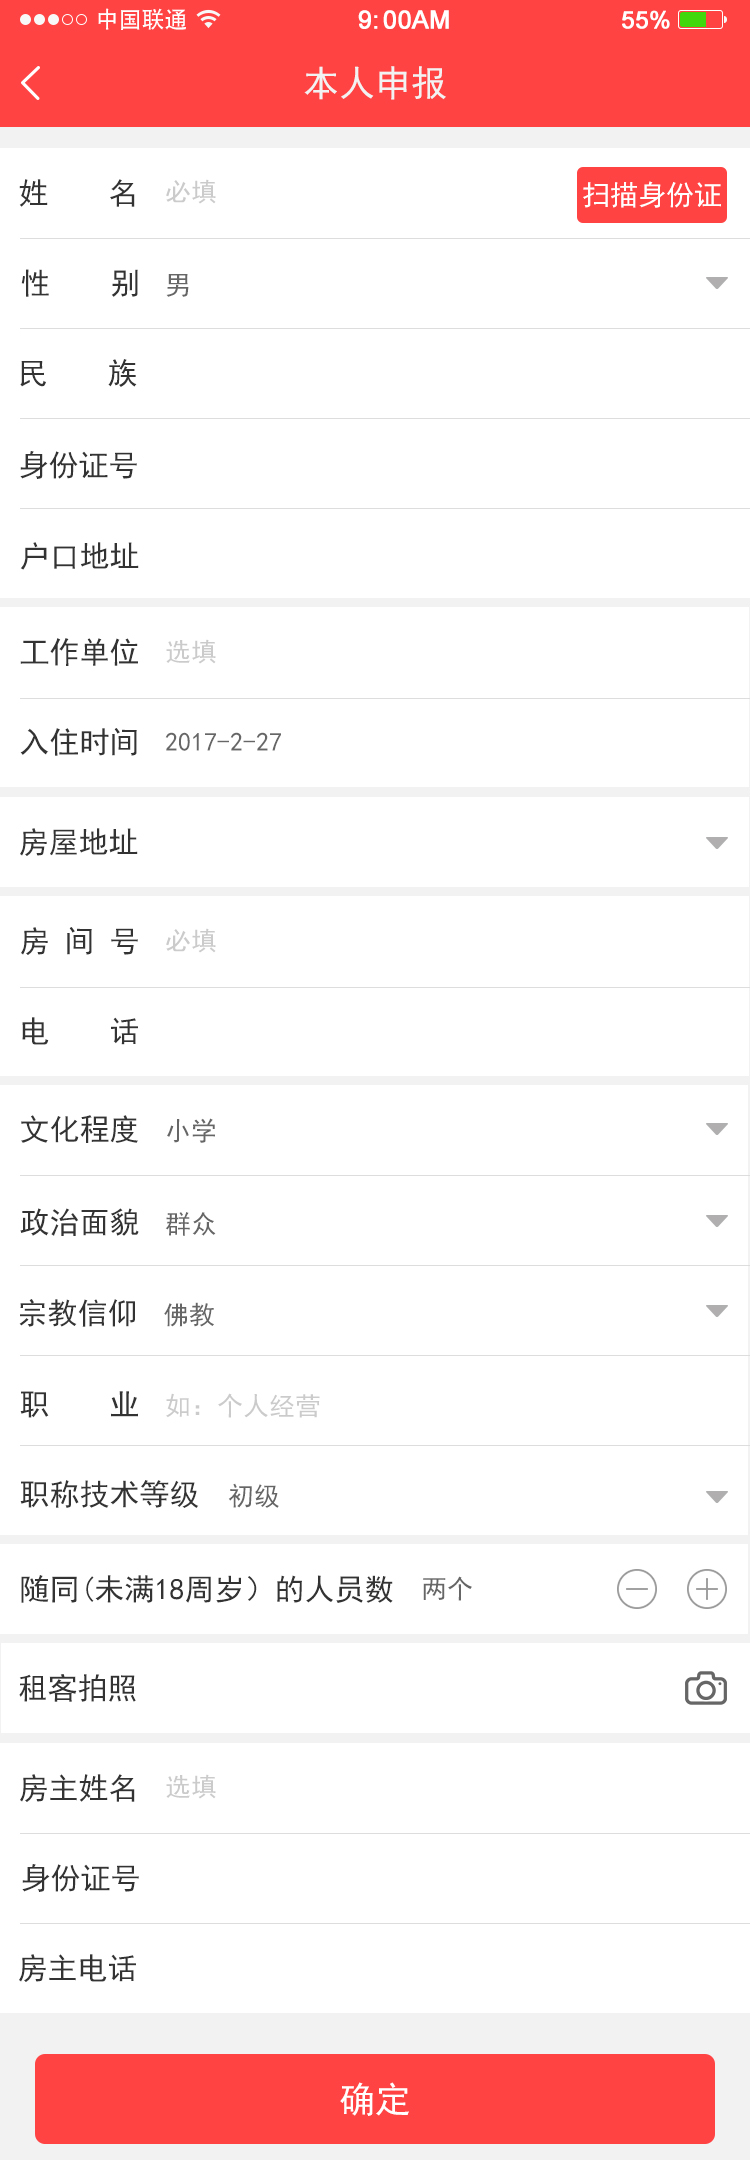 中国联通 9:00AM 55%
本人申报
姓 名 必填 扫描身份证
性 别 男
民 族
身份证号
户口地址
工作单位 选填
入住时间 2017-2-27
房屋地址
房 间 号 必填
电 话
文化程度 小学
政治面貌 群众
宗教信仰 佛教
职 业 如：个人经营
职称技术等级 初级
随同(未满18周岁）的人员数 两个
租客拍照
房主姓名 选填
身份证号
房主电话
确定